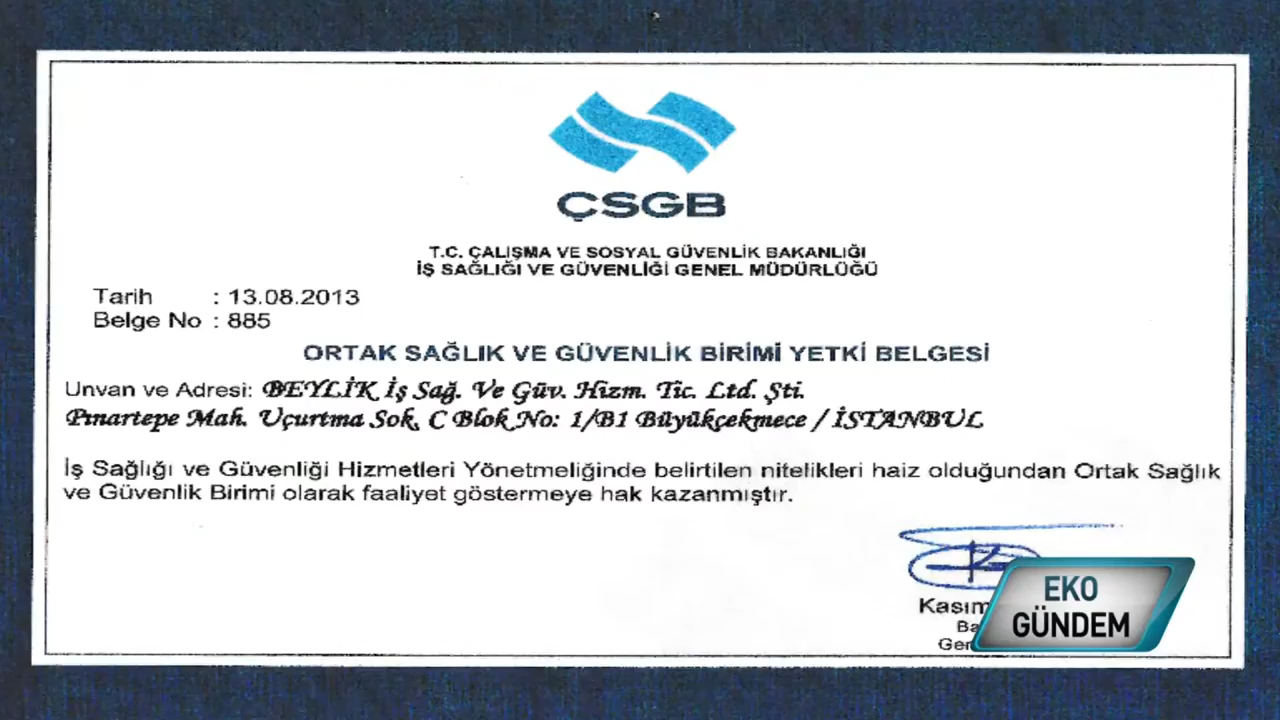 ÇSGB
T.C. ÇALIŞMA VE SOSYAL GÜVENLİK BAKANLIĞI
İŞ SAĞLIĞI VE GÜVENLİĞİ GENEL MÜDÜRLÜĞÜ
Tarih : 13.08.2013
Belge No : 885
ORTAK SAĞLIK VE GÜVENLİK BİRİMİ YETKİ BELGESİ
Unvan ve Adresi: BEYLİK İş Sağ. Ve Güv. Hizm. Tic. Ltd. Şti.
Pınartepe Mah. Uçurtma Sok. C Blok No: 1/B1 Büyükçekmece / İSTANBUL
İş Sağlığı ve Güvenliği Hizmetleri Yönetmeliğinde belirtilen nitelikleri haiz olduğundan Ortak Sağlık
ve Güvenlik Birimi olarak faaliyet göstermeye hak kazanmıştır.
Kasım
EKO
GÜNDEM